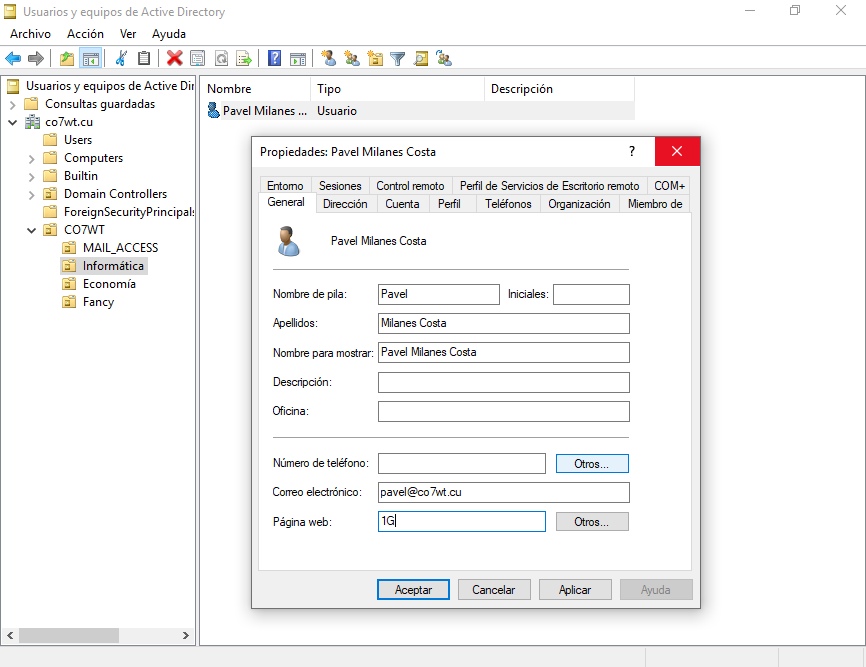 Usuarios y equipos de Active Directory
Archivo Acción Ver Ayuda
Usuarios y equipos de Active Dir
Consultas guardadas
co7wt.cu
Users
Computers
Builtin
Domain Controllers
ForeignSecurityPrincipals
CO7WT
MAIL_ACCESS
Informática
Economía
Fancy
Nombre Tipo Descripción
Pavel Milanes ... Usuario
Propiedades: Pavel Milanes Costa ?
Entorno Sesiones Control remoto Perfil de Servicios de Escritorio remoto COM+
General Dirección Cuenta Perfil Teléfonos Organización Miembro de
Pavel Milanes Costa
Nombre de pila: Pavel Iniciales:
Apellidos: Milanes Costa
Nombre para mostrar: Pavel Milanes Costa
Descripción:
Oficina:
Número de teléfono: Otros...
Correo electrónico: pavel@co7wt.cu
Página web: 1G Otros...
Aceptar Cancelar Aplicar Ayuda